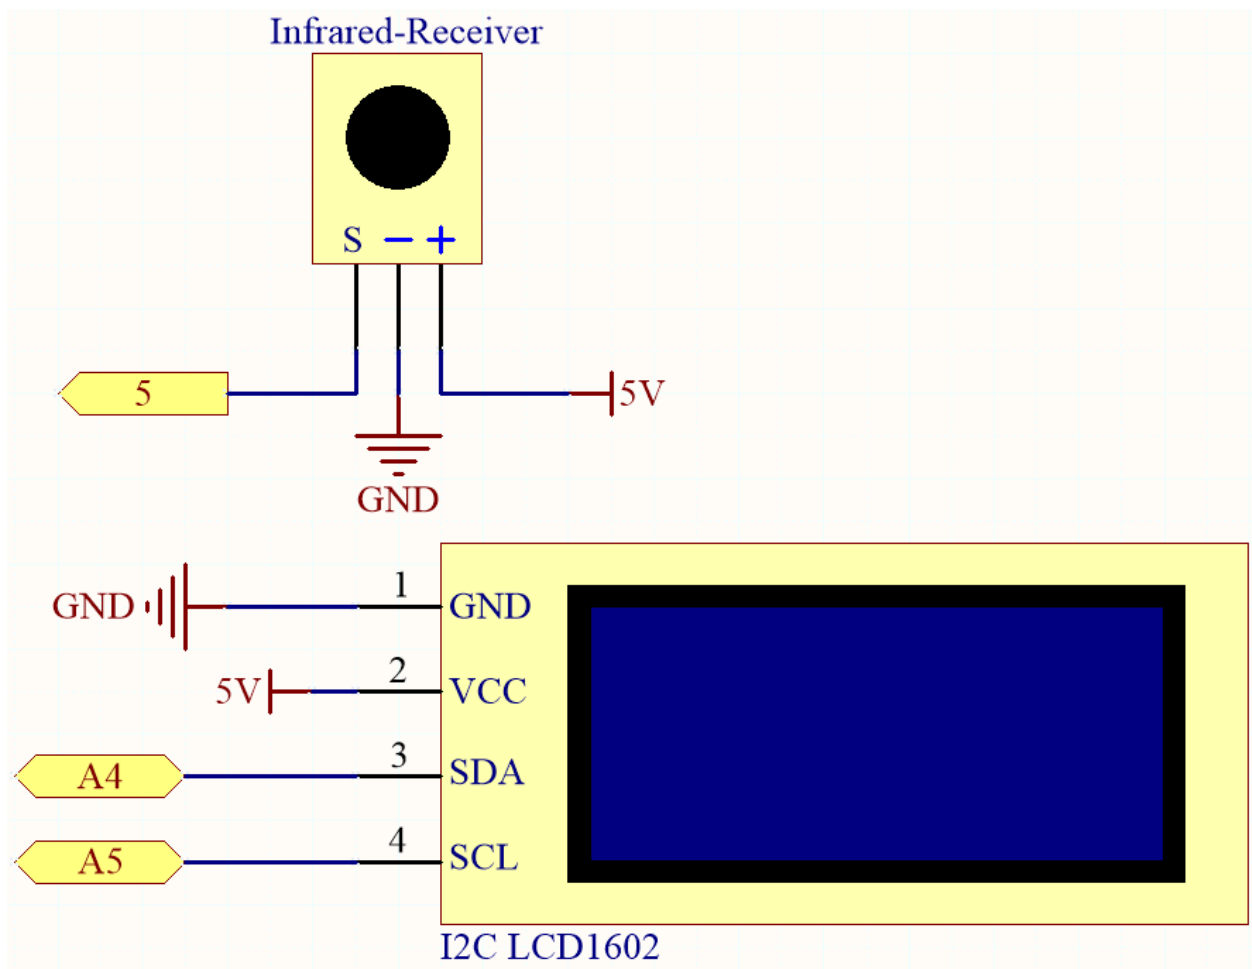 Infrared-Receiver
S − +
5
5V
GND
1
GND
GND
2
5V
VCC
3
A4
SDA
4
A5
SCL
I2C LCD1602